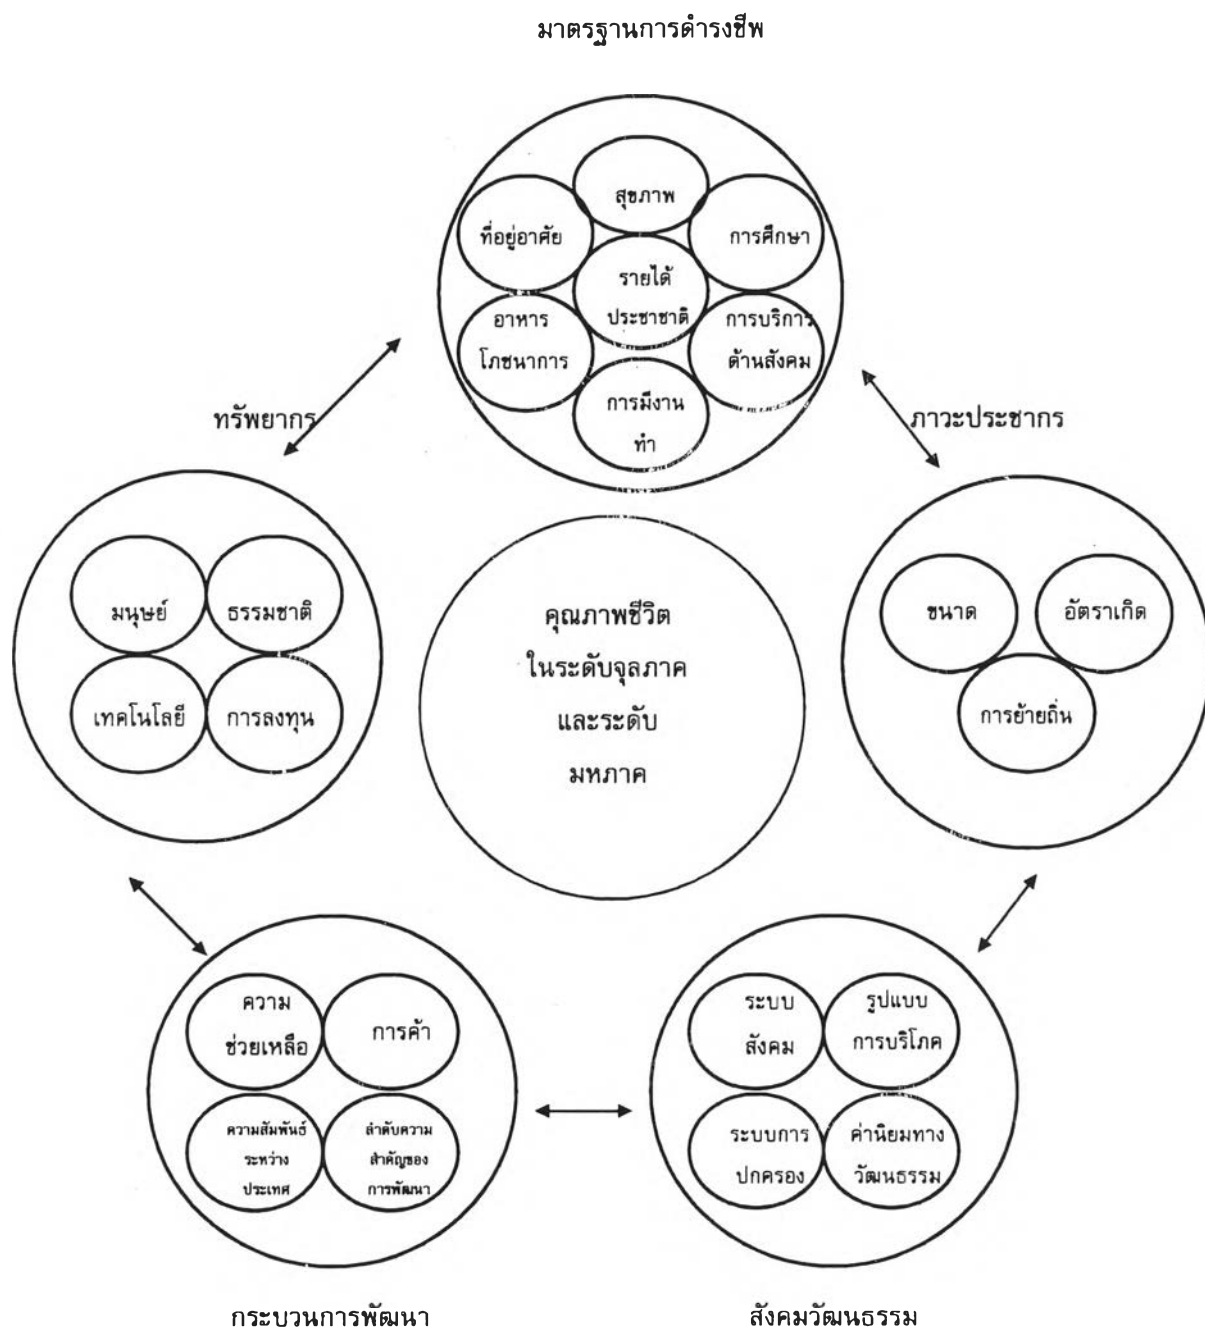 มาตรฐานการดำรงชีพ
สุขภาพ
ที่อยู่อาศัย
การศึกษา
รายได้
ประชาชาติ
อาหาร
โภชนาการ
การบริการ
ด้านสังคม
การมีงาน
ทำ
ทรัพยากร
ภาวะประชากร
มนุษย์
ธรรมชาติ
เทคโนโลยี
การลงทุน
คุณภาพชีวิต
ในระดับจุลภาค
และระดับ
มหภาค
ขนาด
อัตราเกิด
การย้ายถิ่น
ความ
ช่วยเหลือ
การค้า
ความสัมพันธ์
ระหว่าง
ประเทศ
ลำดับความ
สำคัญของ
การพัฒนา
ระบบ
สังคม
รูปแบบ
การบริโภค
ระบบการ
ปกครอง
ค่านิยมทาง
วัฒนธรรม
กระบวนการพัฒนา
สังคมวัฒนธรรม